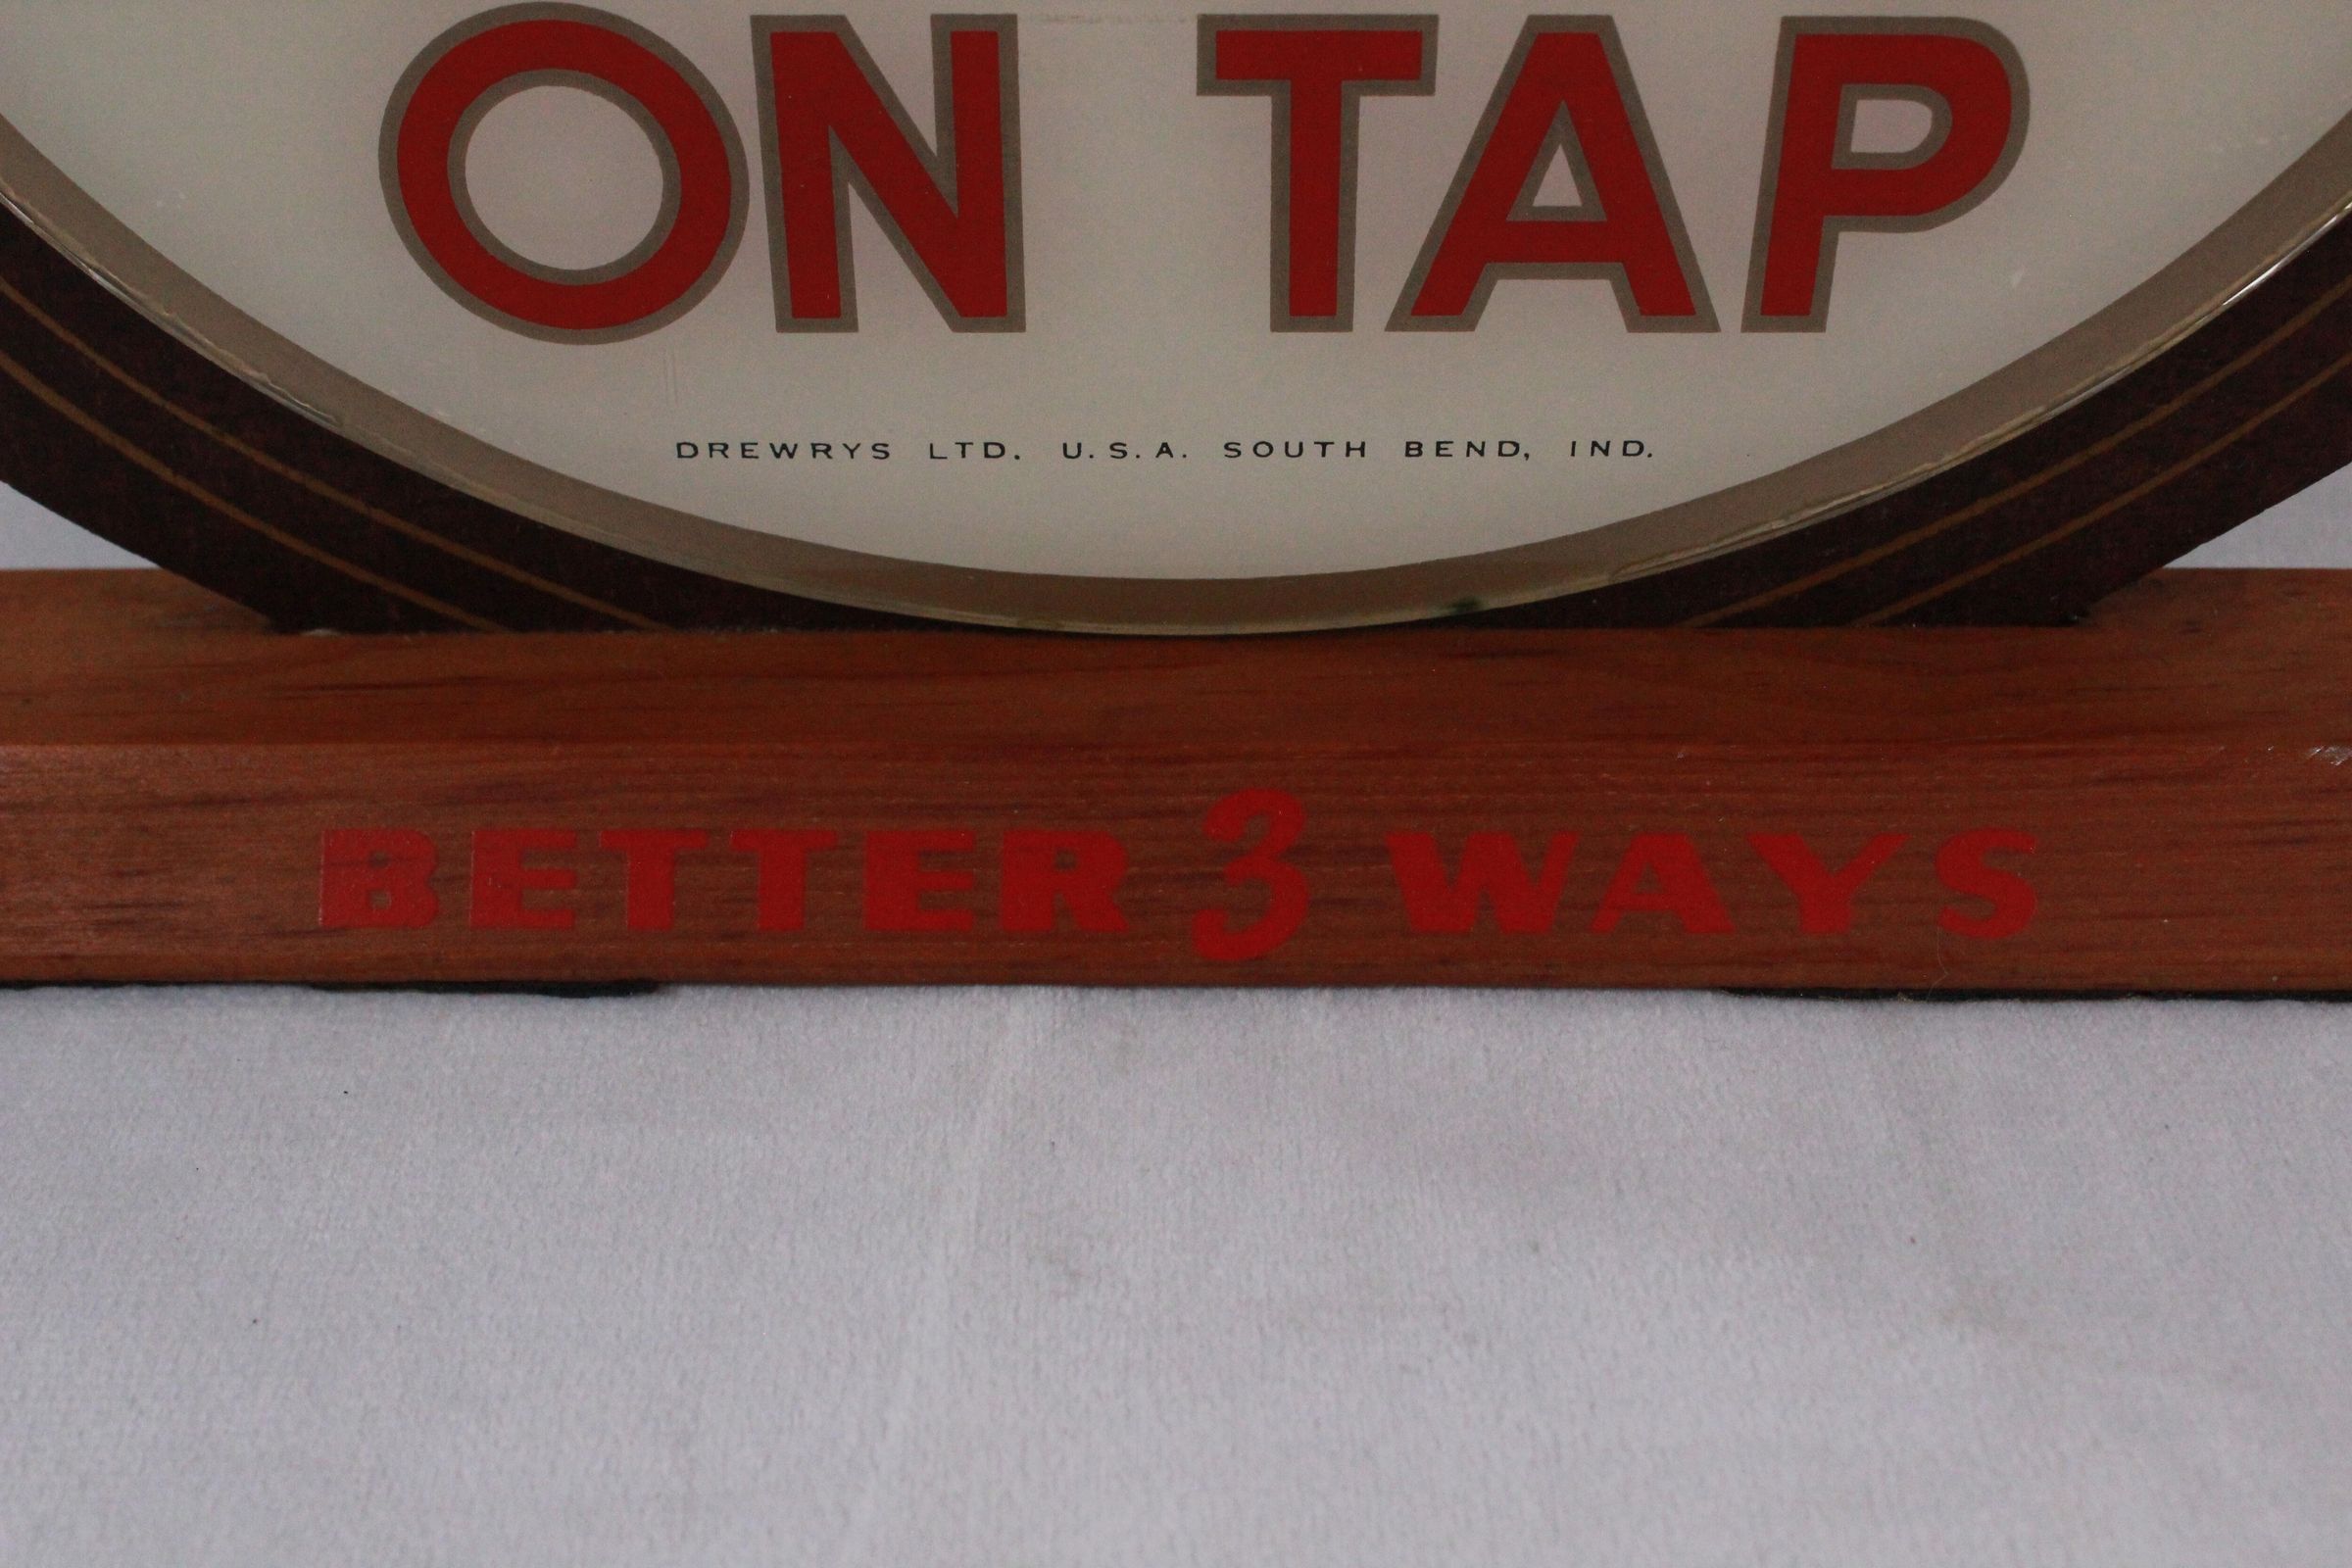 ON TAP
DREWRYS LTD. U.S.A. SOUTH BEND, IND.
BETTER 3 WAYS